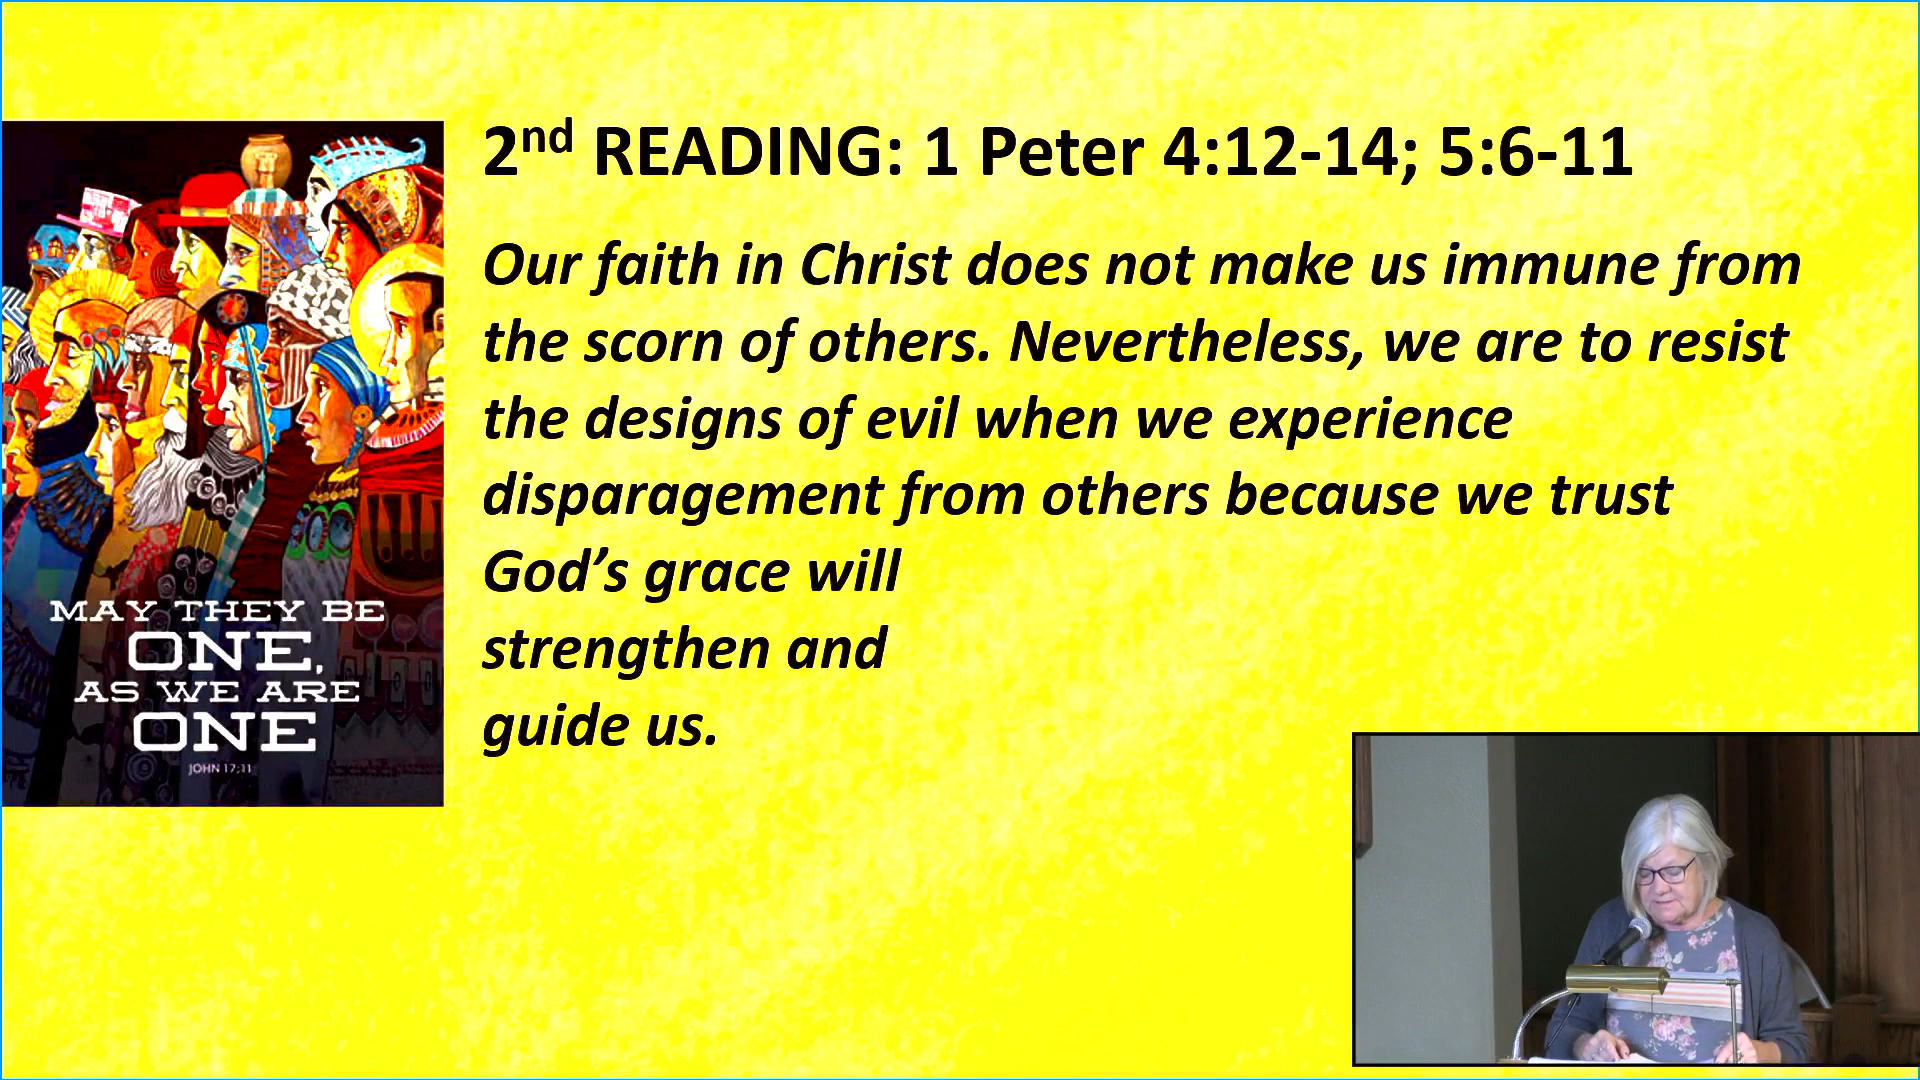 2nd READING: 1 Peter 4:12-14; 5:6-11
Our faith in Christ does not make us immune from
the scorn of others. Nevertheless, we are to resist
the designs of evil when we experience
disparagement from others because we trust
God’s grace will
strengthen and
guide us.
MAY THEY BE
ONE,
AS WE ARE
ONE
JOHN 17:11